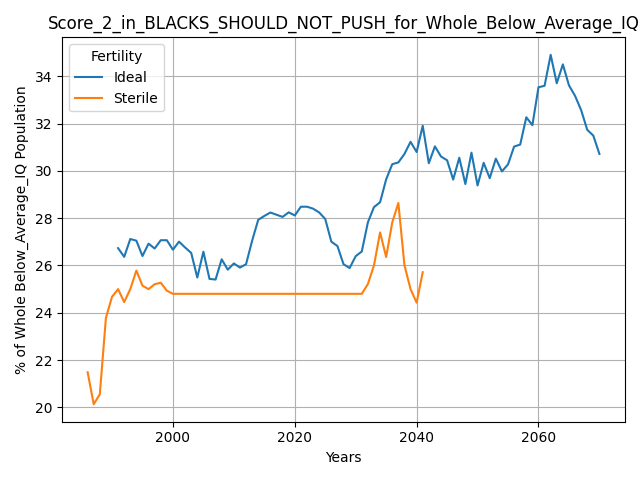 Score_2_in_BLACKS_SHOULD_NOT_PUSH_for_Whole_Below_Average_IQ
Fertility
Ideal
Sterile
% of Whole Below_Average_IQ Population
34
32
30
28
26
24
22
20
2000 2020 2040 2060
Years